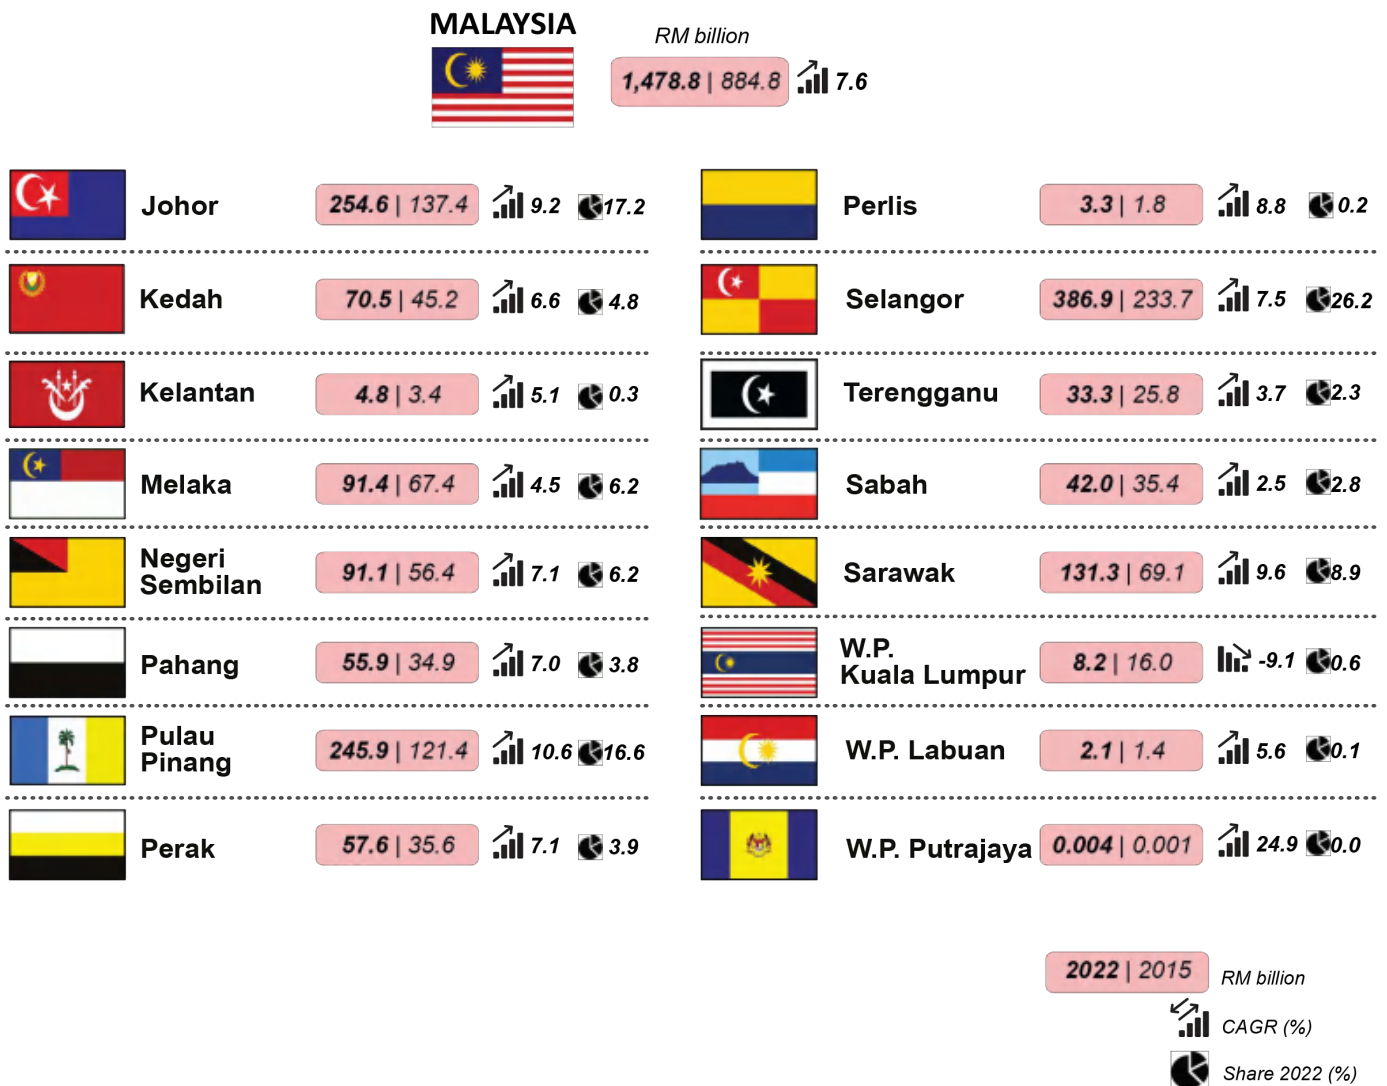 MALAYSIA
RM billion
1,478.8 | 884.8 7.6
Johor 254.6 | 137.4 9.2 17.2
Kedah 70.5 | 45.2 6.6 4.8
Kelantan 4.8 | 3.4 5.1 0.3
Melaka 91.4 | 67.4 4.5 6.2
Negeri
Sembilan 91.1 | 56.4 7.1 6.2
Pahang 55.9 | 34.9 7.0 3.8
Pulau
Pinang 245.9 | 121.4 10.6 16.6
Perak 57.6 | 35.6 7.1 3.9
Perlis 3.3 | 1.8 8.8 0.2
Selangor 386.9 | 233.7 7.5 26.2
Terengganu 33.3 | 25.8 3.7 2.3
Sabah 42.0 | 35.4 2.5 2.8
Sarawak 131.3 | 69.1 9.6 8.9
W.P.
Kuala Lumpur 8.2 | 16.0 -9.1 0.6
W.P. Labuan 2.1 | 1.4 5.6 0.1
W.P. Putrajaya 0.004 | 0.001 24.9 0.0
2022 | 2015 RM billion
CAGR (%)
Share 2022 (%)